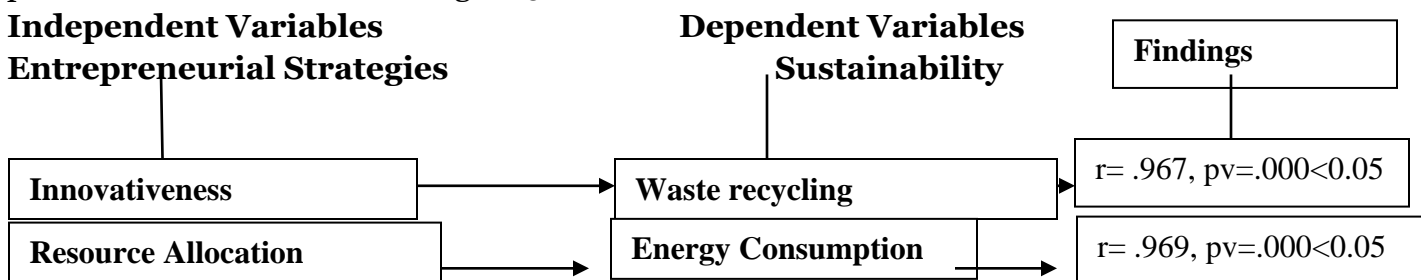 Independent Variables Dependent Variables Findings
Entrepreneurial Strategies Sustainability
Innovativeness Waste recycling r= .967, pv=.000<0.05
Resource Allocation Energy Consumption r= .969, pv=.000<0.05